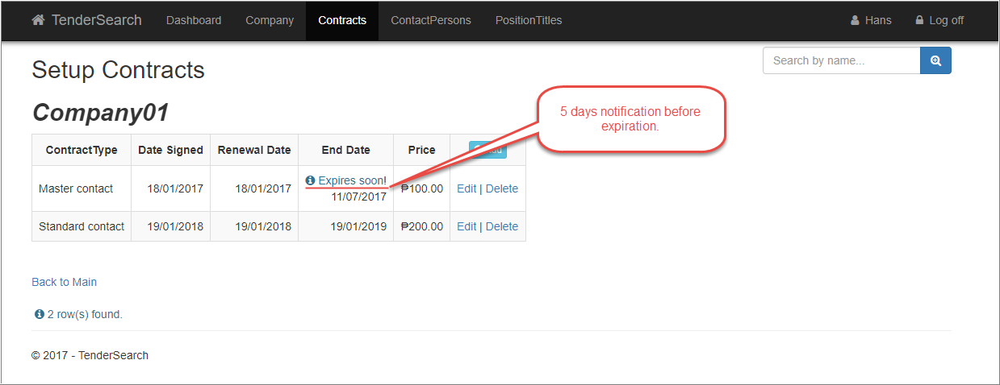 TenderSearch Dashboard Company Contracts ContactPersons PositionTitles Hans Log off
Setup Contracts
Search by name...
Company01
5 days notification before
expiration.
ContractType Date Signed Renewal Date End Date Price
Master contact 18/01/2017 18/01/2017 Expires soon! 11/07/2017 ₱100.00 Edit | Delete
Standard contact 19/01/2018 19/01/2018 19/01/2019 ₱200.00 Edit | Delete
Back to Main
2 row(s) found.
© 2017 - TenderSearch